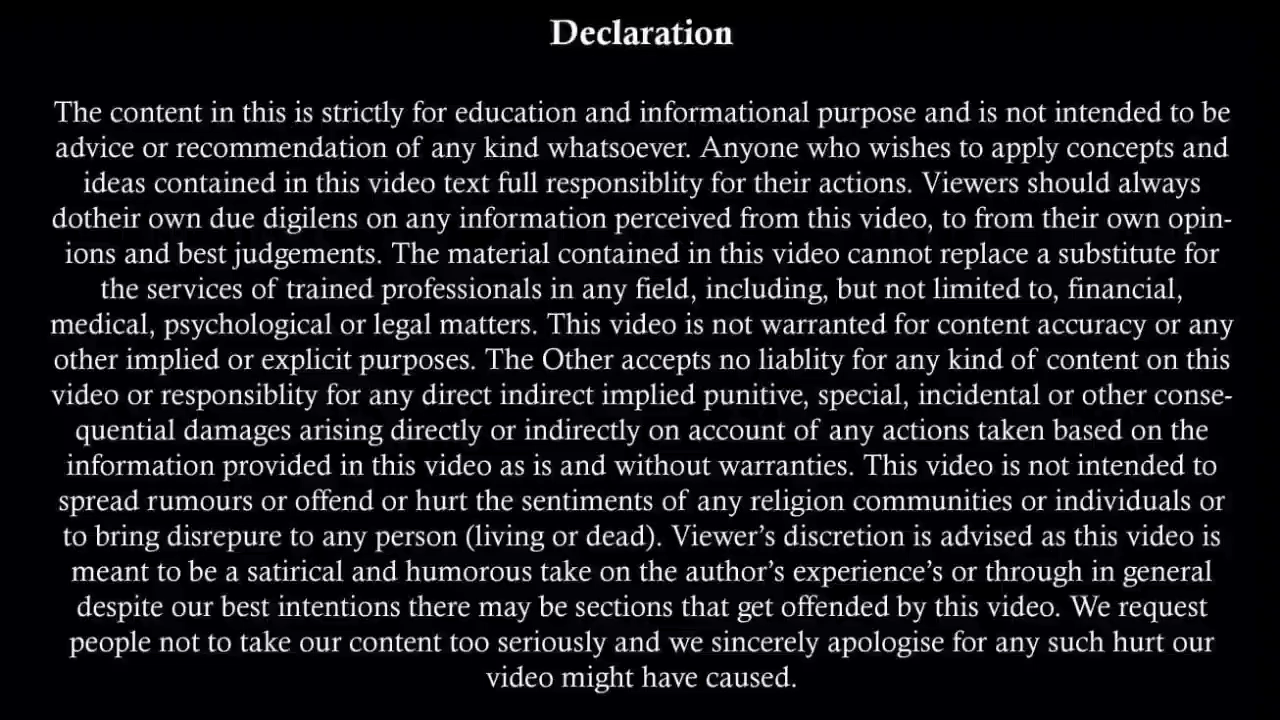 Declaration
The content in this is strictly for education and informational purpose and is not intended to be
advice or recommendation of any kind whatsoever. Anyone who wishes to apply concepts and
ideas contained in this video text full responsiblity for their actions. Viewers should always
dotheir own due digilens on any information perceived from this video, to from their own opin-
ions and best judgements. The material contained in this video cannot replace a substitute for
the services of trained professionals in any field, including, but not limited to, financial,
medical, psychological or legal matters. This video is not warranted for content accuracy or any
other implied or explicit purposes. The Other accepts no liablity for any kind of content on this
video or responsiblity for any direct indirect implied punitive, special, incidental or other conse-
quential damages arising directly or indirectly on account of any actions taken based on the
information provided in this video as is and without warranties. This video is not intended to
spread rumours or offend or hurt the sentiments of any religion communities or individuals or
to bring disrepure to any person (living or dead). Viewer's discretion is advised as this video is
meant to be a satirical and humorous take on the author's experience's or through in general
despite our best intentions there may be sections that get offended by this video. We request
people not to take our content too seriously and we sincerely apologise for any such hurt our
video might have caused.